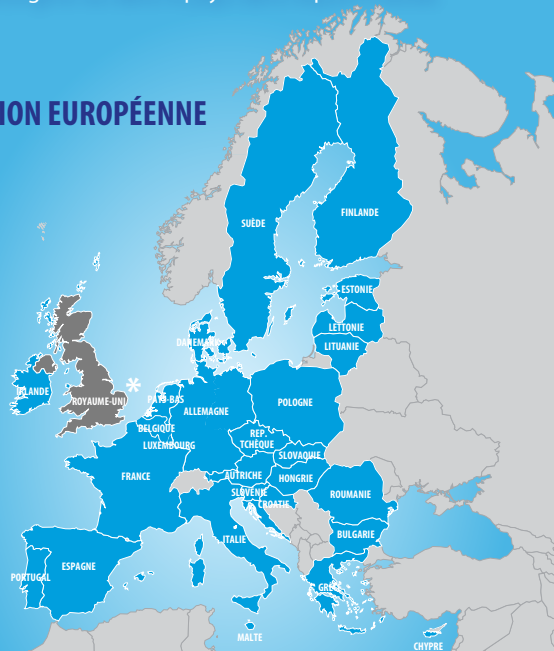 ION EUROPÉENNE
FINLANDE
SUÈDE
ESTONIE
LETTONIE
LITUANIE
DANEMARK
IRLANDE
ROYAUME-UNI
*
PAYS-BAS
ALLEMAGNE
POLOGNE
BELGIQUE
LUXEMBOURG
REP.
TCHÈQUE
SLOVAQUIE
FRANCE
AUTRICHE
HONGRIE
SLOVÉNIE
CROATIE
ROUMANIE
ITALIE
BULGARIE
PORTUGAL
ESPAGNE
GRÈCE
MALTE
CHYPRE